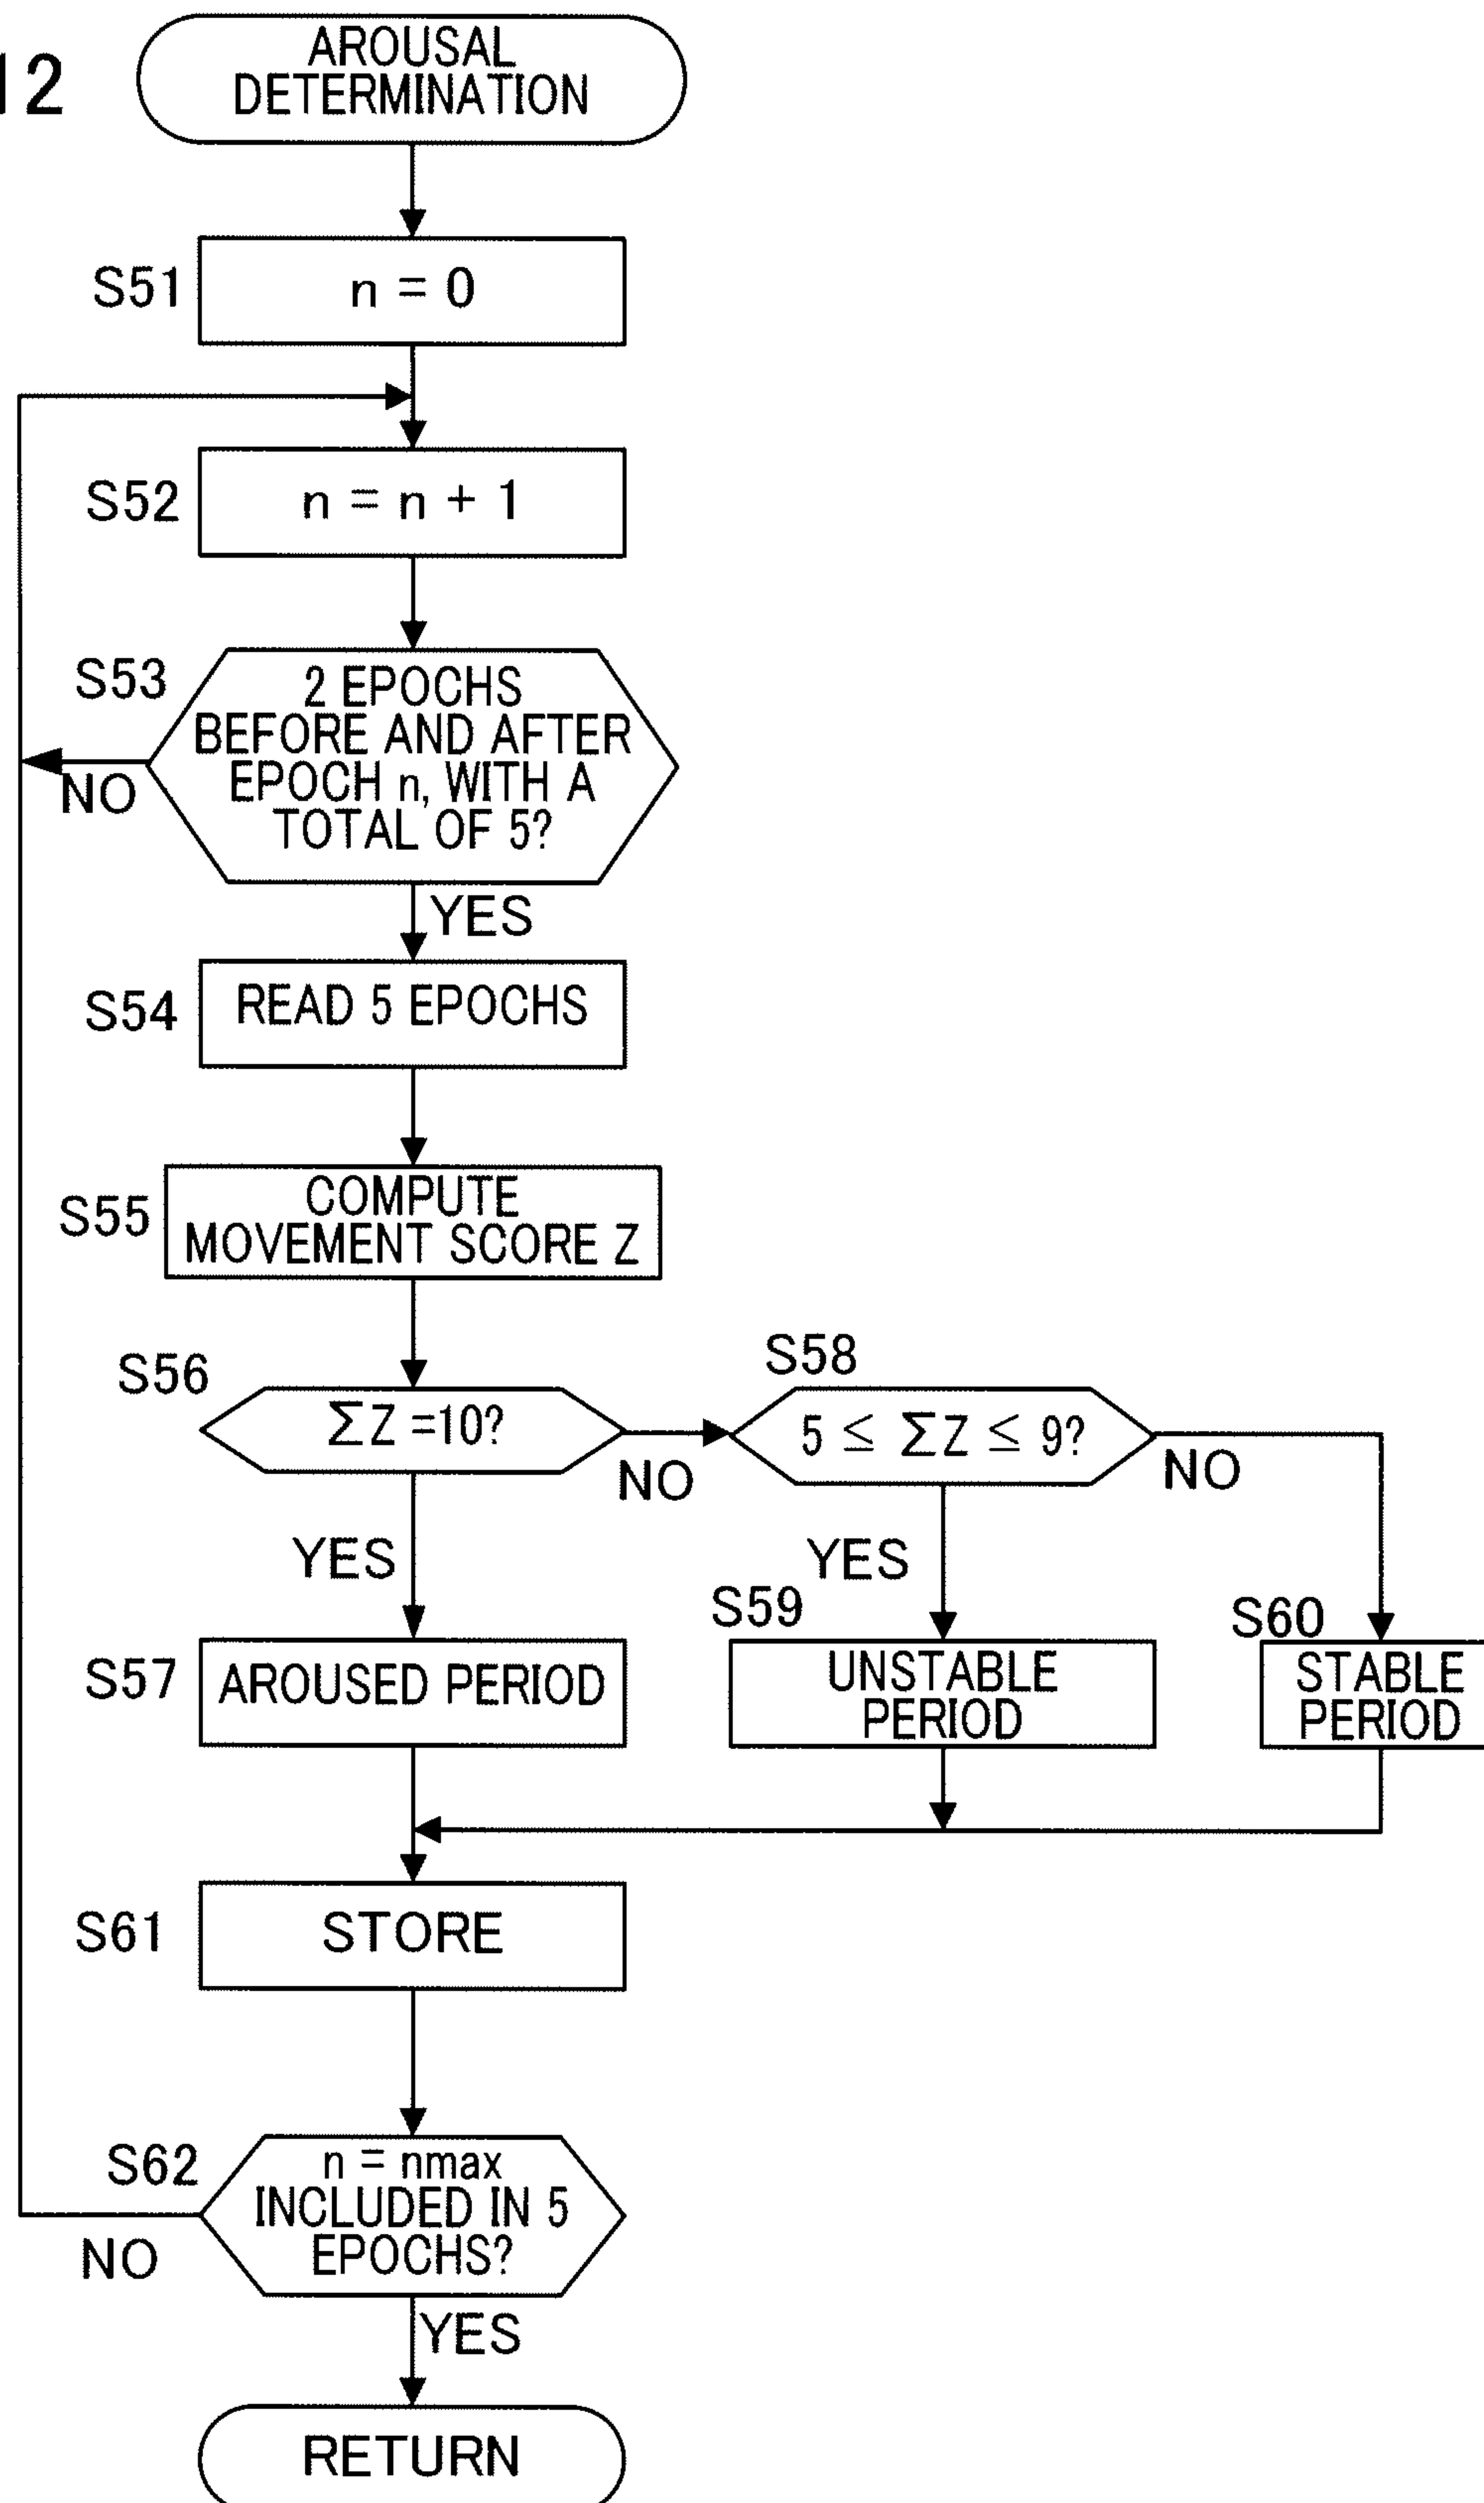 12
AROUSAL
DETERMINATION
S51
n = 0
S52
n = n + 1
S53
2 EPOCHS
BEFORE AND AFTER
EPOCH n, WITH A
TOTAL OF 5?
NO
YES
S54
READ 5 EPOCHS
S55
COMPUTE
MOVEMENT SCORE Z
S56
ΣZ =10?
NO
S58
5 ≤ ΣZ ≤ 9?
NO
YES
YES
S57
AROUSED PERIOD
S59
UNSTABLE
PERIOD
S60
STABLE
PERIOD
S61
STORE
S62
n = nmax
INCLUDED IN 5
EPOCHS?
NO
YES
RETURN